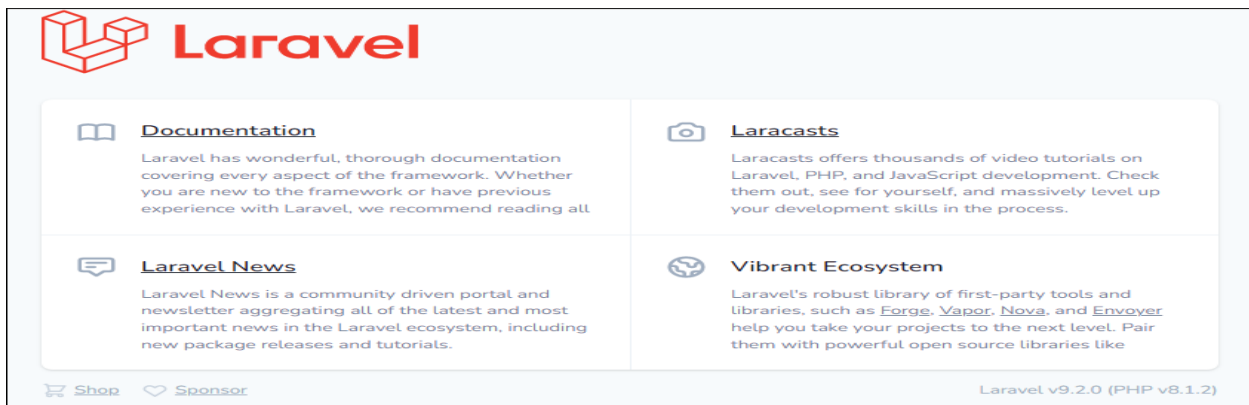 Laravel
Documentation
Laravel has wonderful, thorough documentation
covering every aspect of the framework. Whether
you are new to the framework or have previous
experience with Laravel, we recommend reading all
Laracasts
Laracasts offers thousands of video tutorials on
Laravel, PHP, and JavaScript development. Check
them out, see for yourself, and massively level up
your development skills in the process.
Laravel News
Laravel News is a community driven portal and
newsletter aggregating all of the latest and most
important news in the Laravel ecosystem, including
new package releases and tutorials.
Vibrant Ecosystem
Laravel's robust library of first-party tools and
libraries, such as Forge, Vapor, Nova, and Envoyer
help you take your projects to the next level. Pair
them with powerful open source libraries like
Shop Sponsor
Laravel v9.2.0 (PHP v8.1.2)